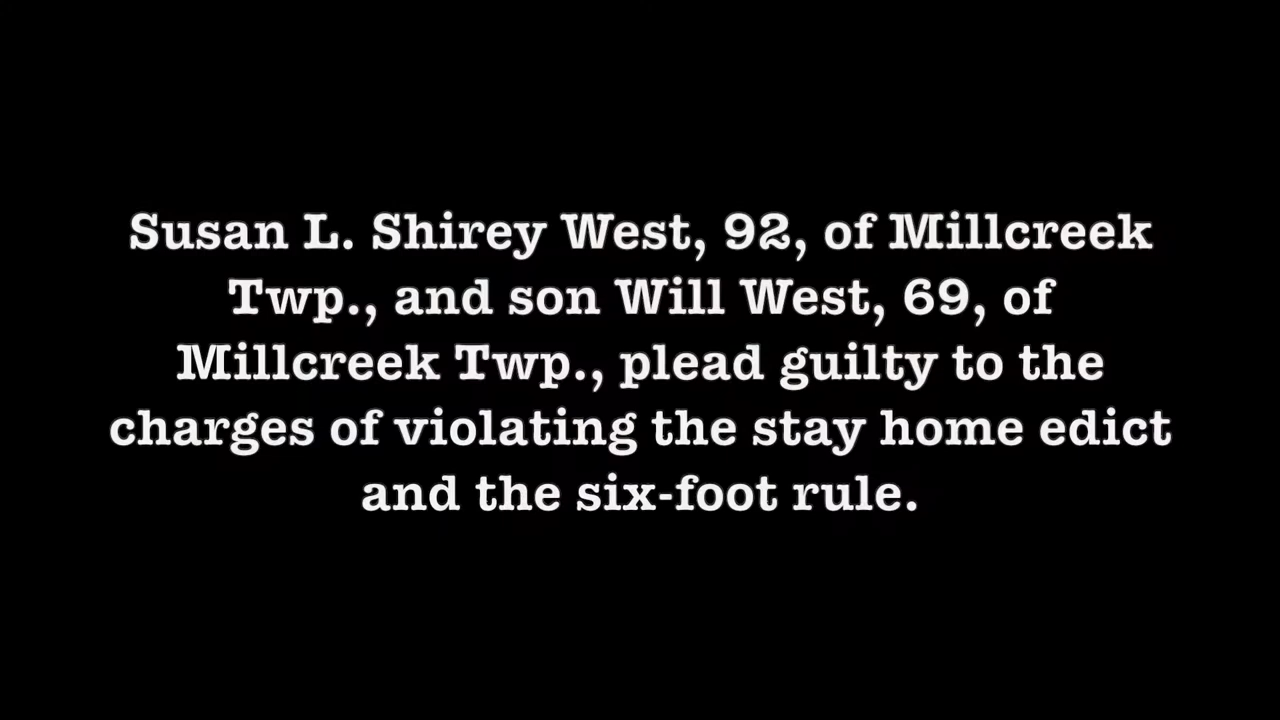 Susan L. Shirey West, 92, of Millcreek
Twp., and son Will West, 69, of
Millcreek Twp., plead guilty to the
charges of violating the stay home edict
and the six-foot rule.